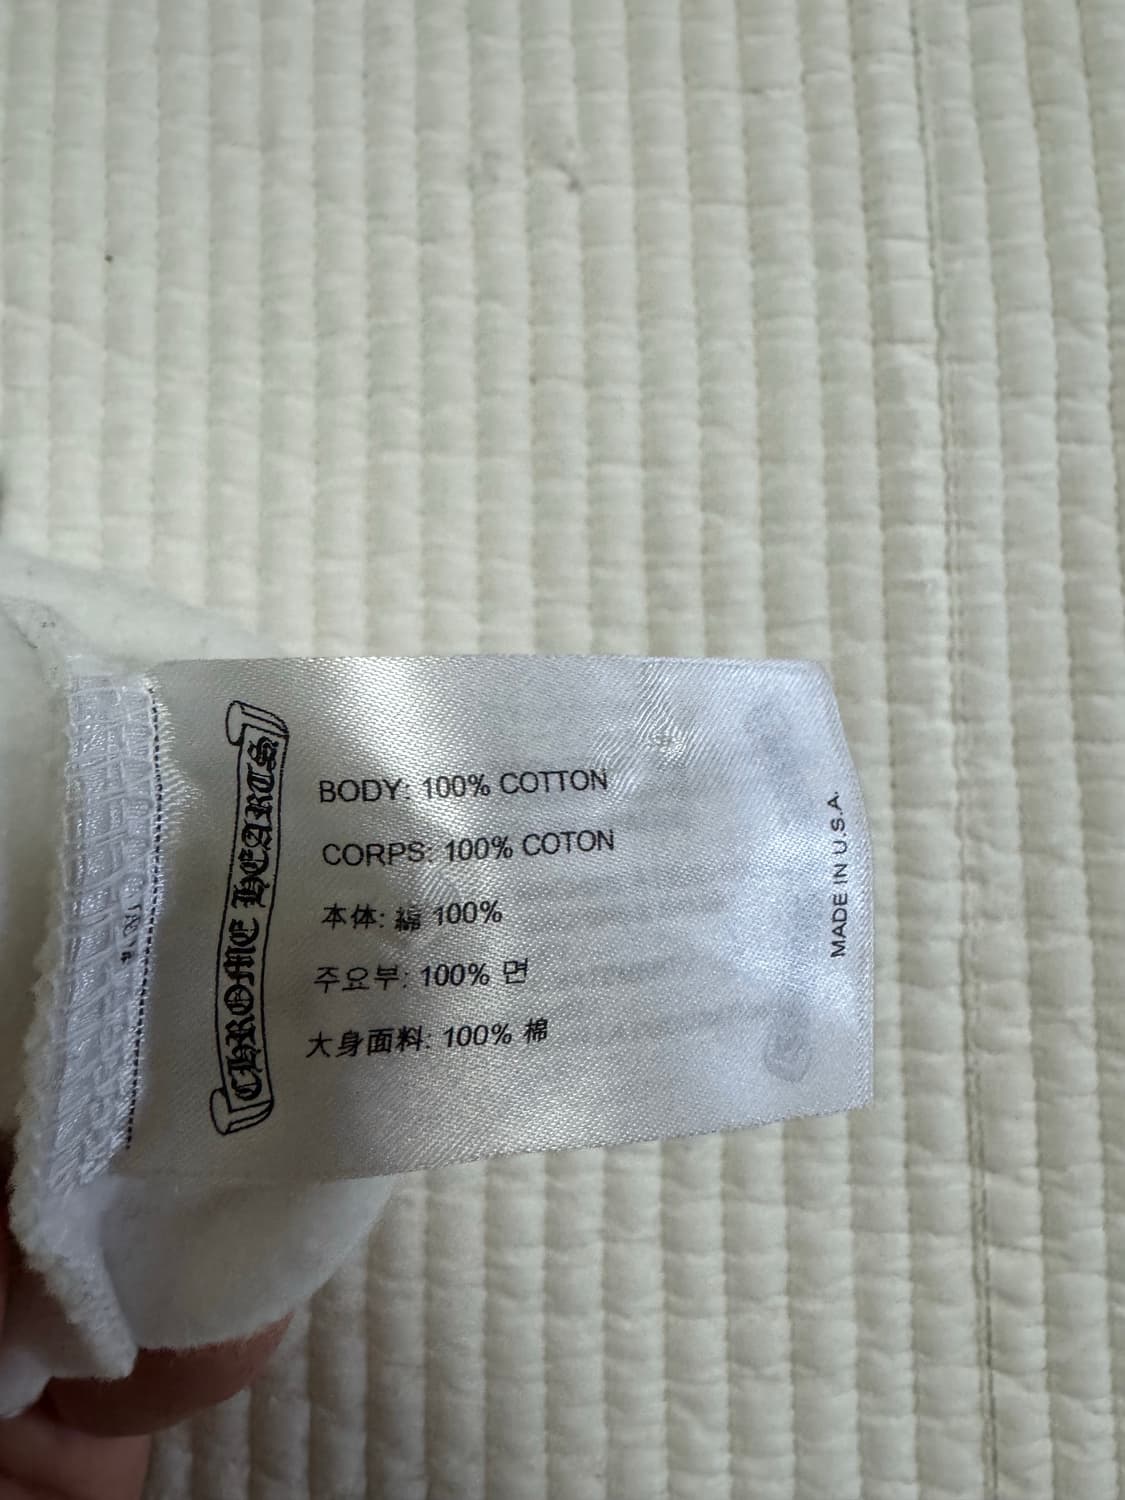 CHROME HEARTS
BODY: 100% COTTON
CORPS: 100% COTON
本体: 綿 100%
주요부: 100% 면
大身面料: 100% 棉
MADE IN U.S.A.